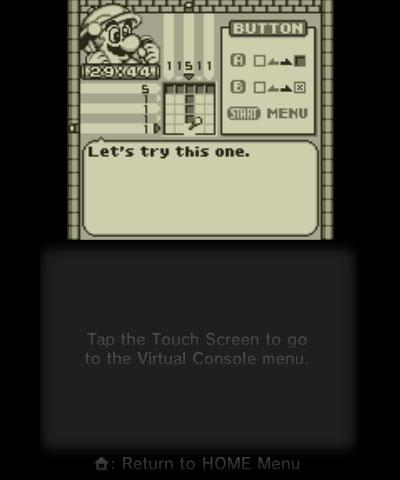 BUTTON
29:44
1 1 5 1 1
A
5
1
1
1
1
B
START MENU
Let's try this one.
Tap the Touch Screen to go
to the Virtual Console menu.
: Return to HOME Menu